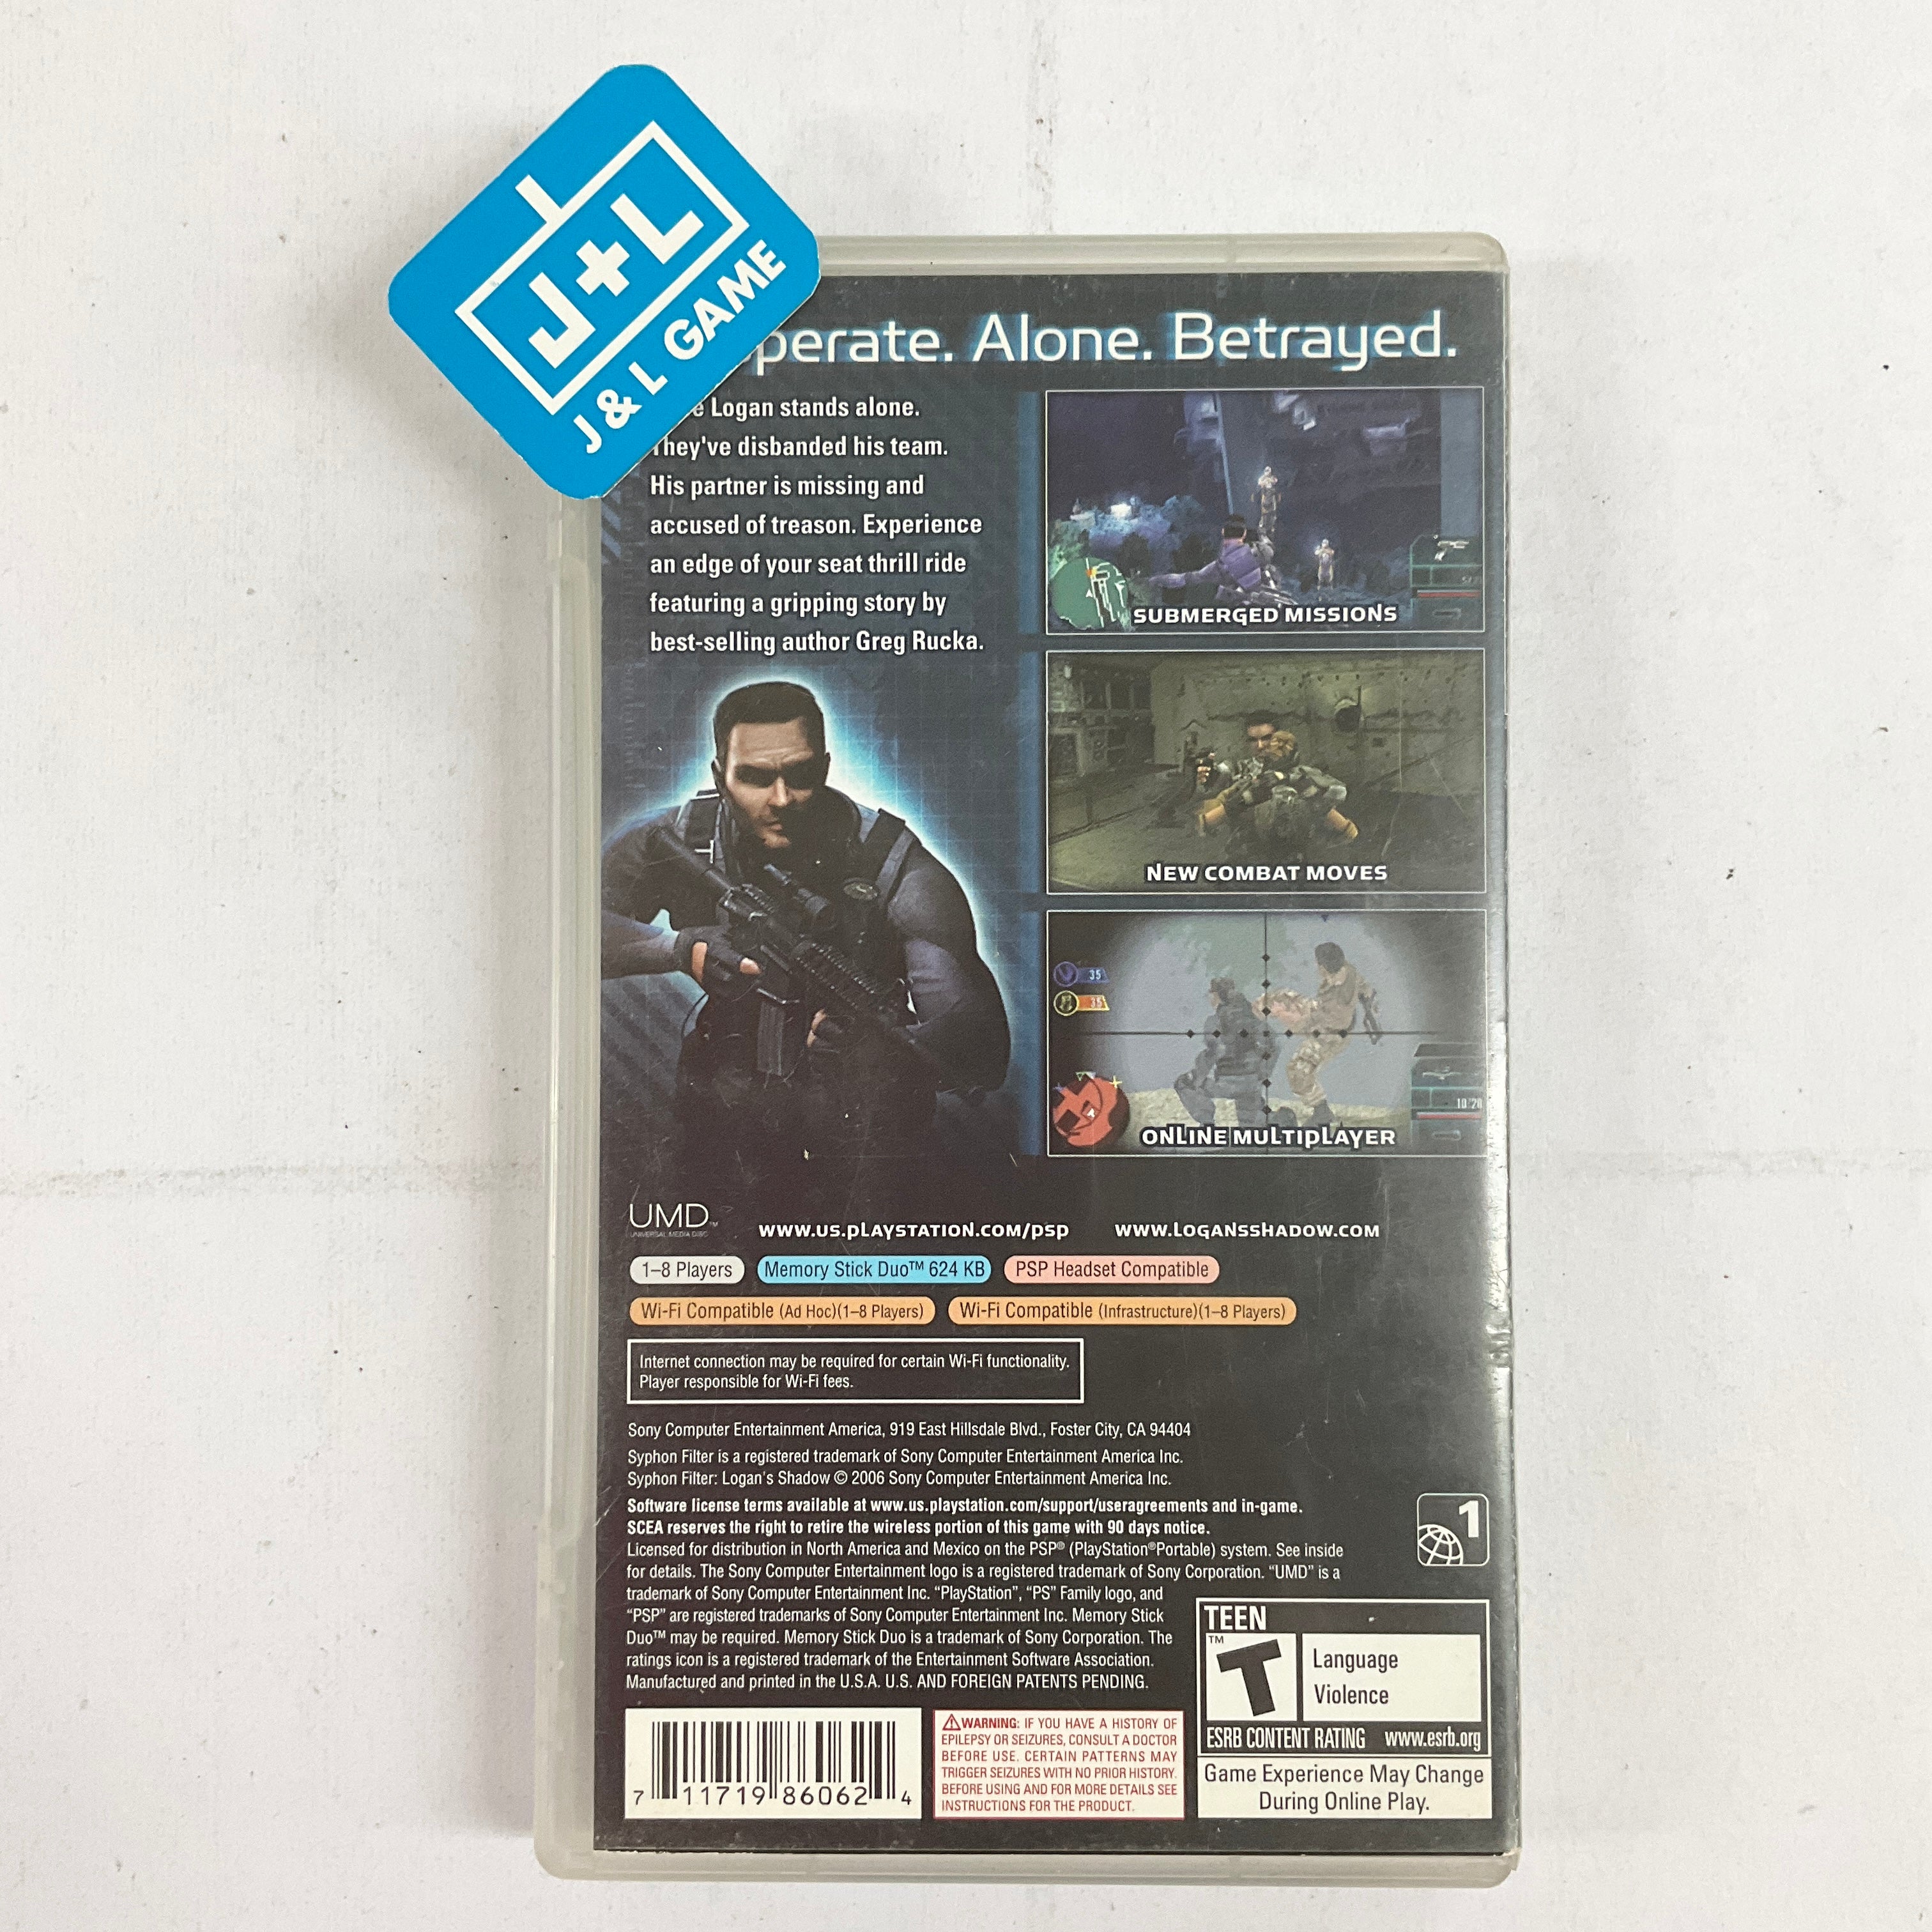 J+L
J & L GAME
perate. Alone. Betrayed.
e Logan stands alone.
They've disbanded his team.
His partner is missing and
accused of treason. Experience
an edge of your seat thrill ride
featuring a gripping story by
best-selling author Greg Rucka.
SUBMERGED MISSIONS
NEW COMBAT MOVES
35
35
10/20
ONLINE MULTIPLAYER
UMD™
UNIVERSAL MEDIA DISC
www.us.playstation.com/psp www.logansshadow.com
1–8 Players Memory Stick Duo™ 624 KB PSP Headset Compatible
Wi-Fi Compatible (Ad Hoc)(1–8 Players) Wi-Fi Compatible (Infrastructure)(1–8 Players)
Internet connection may be required for certain Wi-Fi functionality.
Player responsible for Wi-Fi fees.
Sony Computer Entertainment America, 919 East Hillsdale Blvd., Foster City, CA 94404
Syphon Filter is a registered trademark of Sony Computer Entertainment America Inc.
Syphon Filter: Logan's Shadow © 2006 Sony Computer Entertainment America Inc.
Software license terms available at www.us.playstation.com/support/useragreements and in-game.
SCEA reserves the right to retire the wireless portion of this game with 90 days notice.
Licensed for distribution in North America and Mexico on the PSP® (PlayStation®Portable) system. See inside
for details. The Sony Computer Entertainment logo is a registered trademark of Sony Corporation. “UMD” is a
trademark of Sony Computer Entertainment Inc. “PlayStation”, “PS” Family logo, and
“PSP” are registered trademarks of Sony Computer Entertainment Inc. Memory Stick
Duo™ may be required. Memory Stick Duo is a trademark of Sony Corporation. The
ratings icon is a registered trademark of the Entertainment Software Association.
Manufactured and printed in the U.S.A. U.S. AND FOREIGN PATENTS PENDING.
1
TEEN
T™
Language
Violence
ESRB CONTENT RATING www.esrb.org
Game Experience May Change
During Online Play.
7 11719 86062 4
WARNING: IF YOU HAVE A HISTORY OF
EPILEPSY OR SEIZURES, CONSULT A DOCTOR
BEFORE USE. CERTAIN PATTERNS MAY
TRIGGER SEIZURES WITH NO PRIOR HISTORY.
BEFORE USING AND FOR MORE DETAILS SEE
INSTRUCTIONS FOR THE PRODUCT.